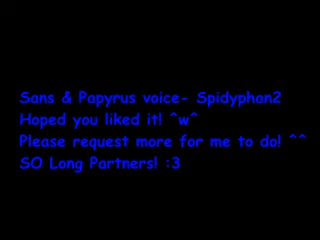 Sans & Papyrus voice- Spidyphan2
Hoped you liked it! ^w^
Please request more for me to do! ^^
SO Long Partners! :3